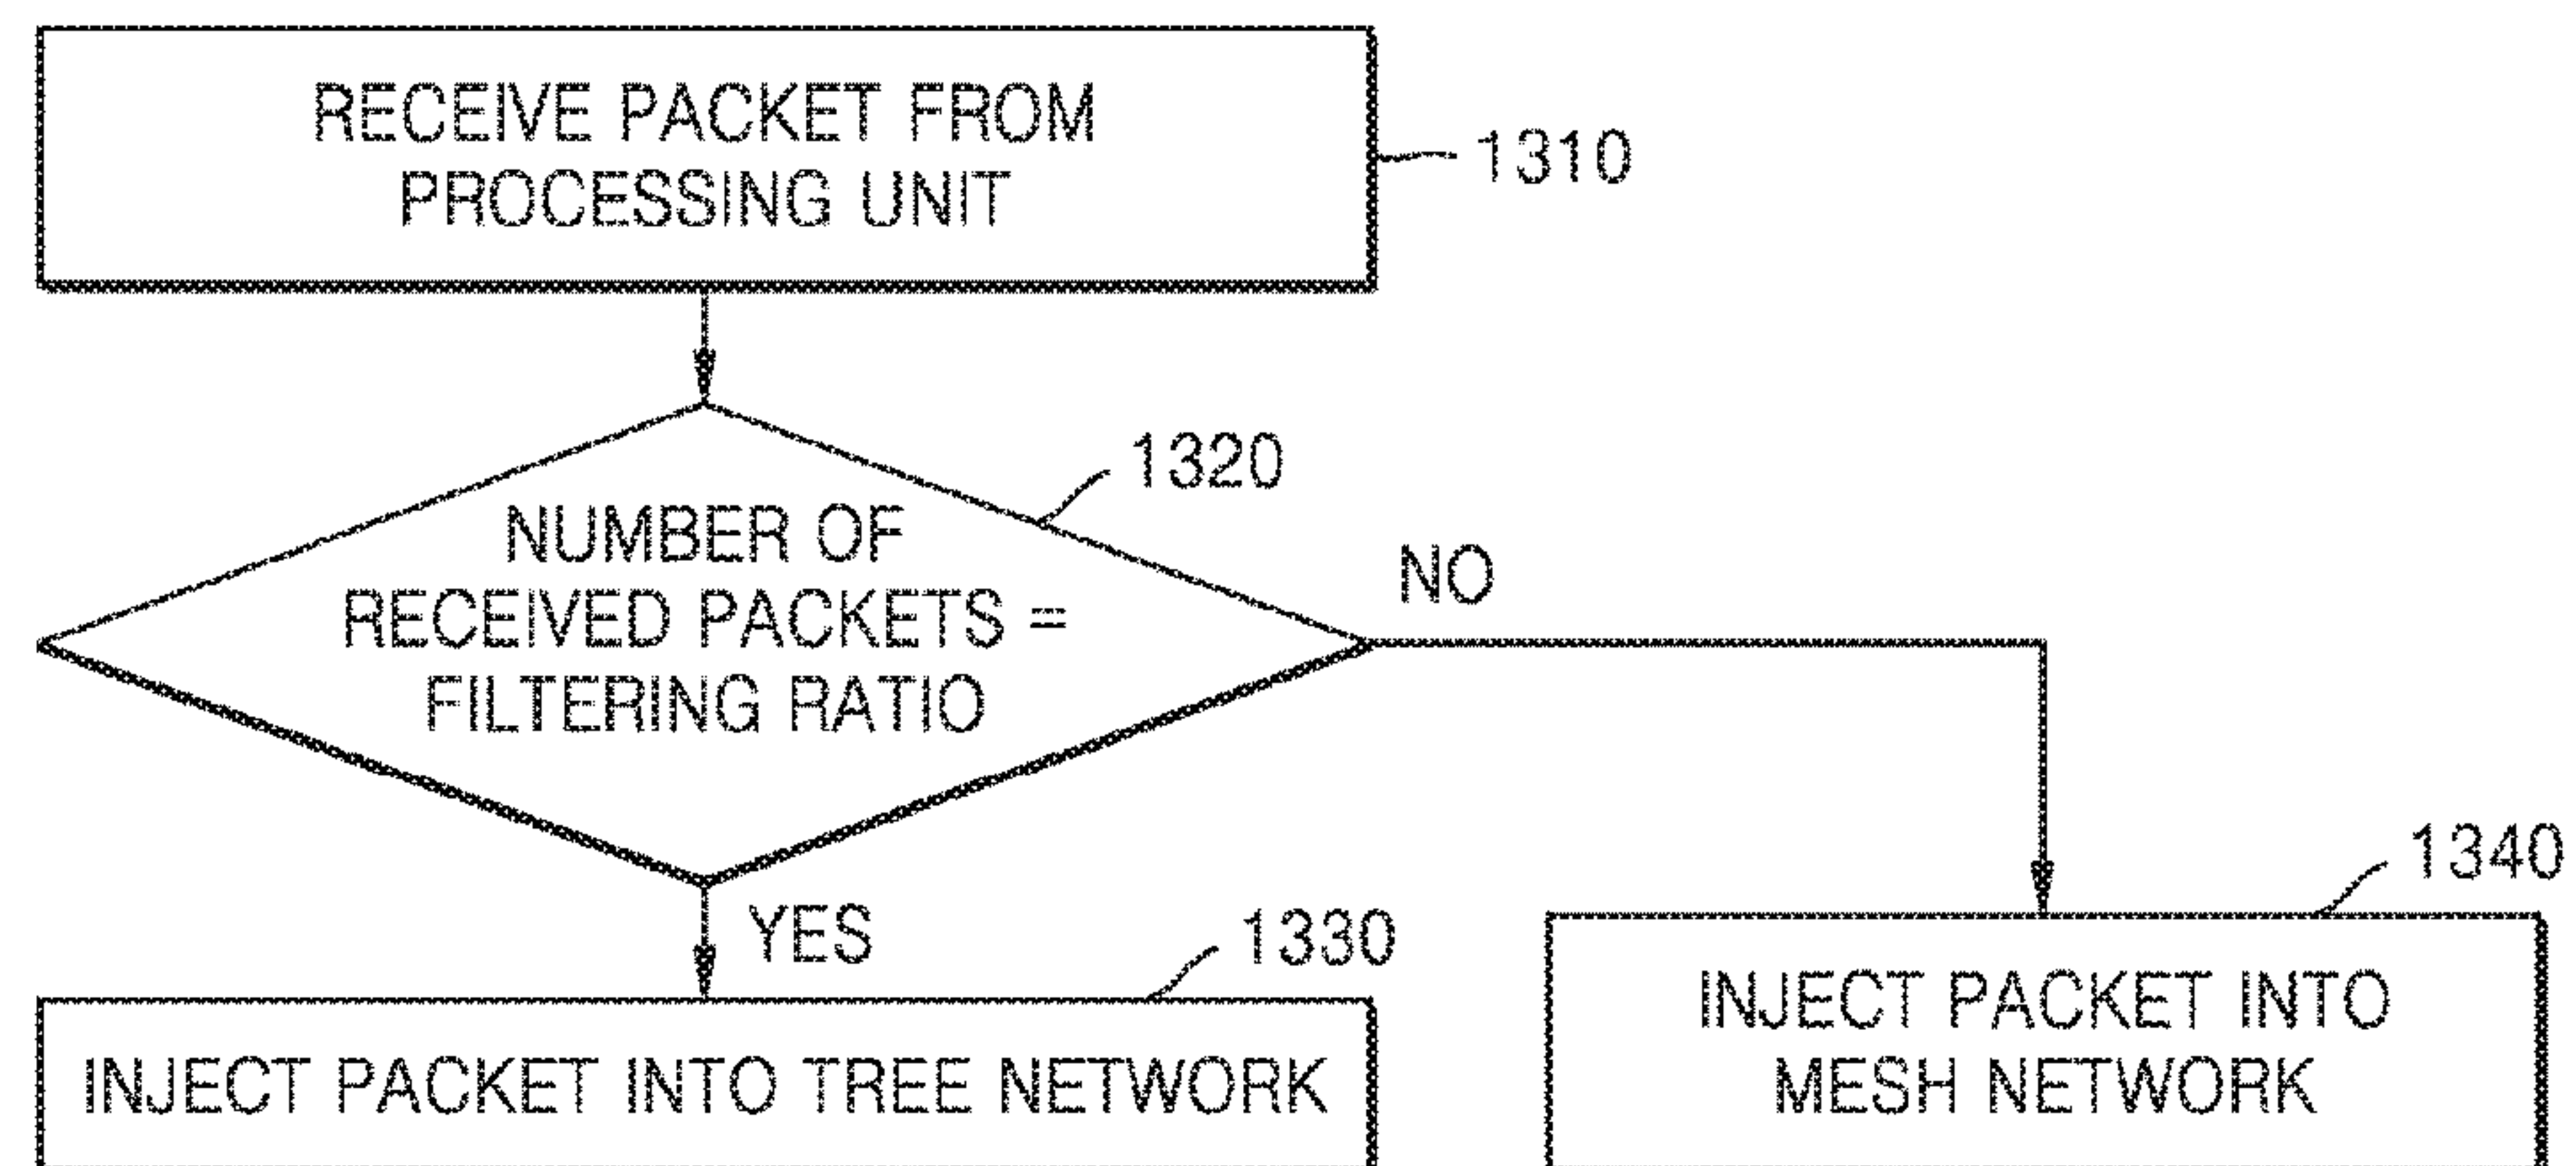 RECEIVE PACKET FROM
PROCESSING UNIT
1310
1320
NUMBER OF
RECEIVED PACKETS =
FILTERING RATIO
NO
YES
1330
INJECT PACKET INTO TREE NETWORK
1340
INJECT PACKET INTO
MESH NETWORK